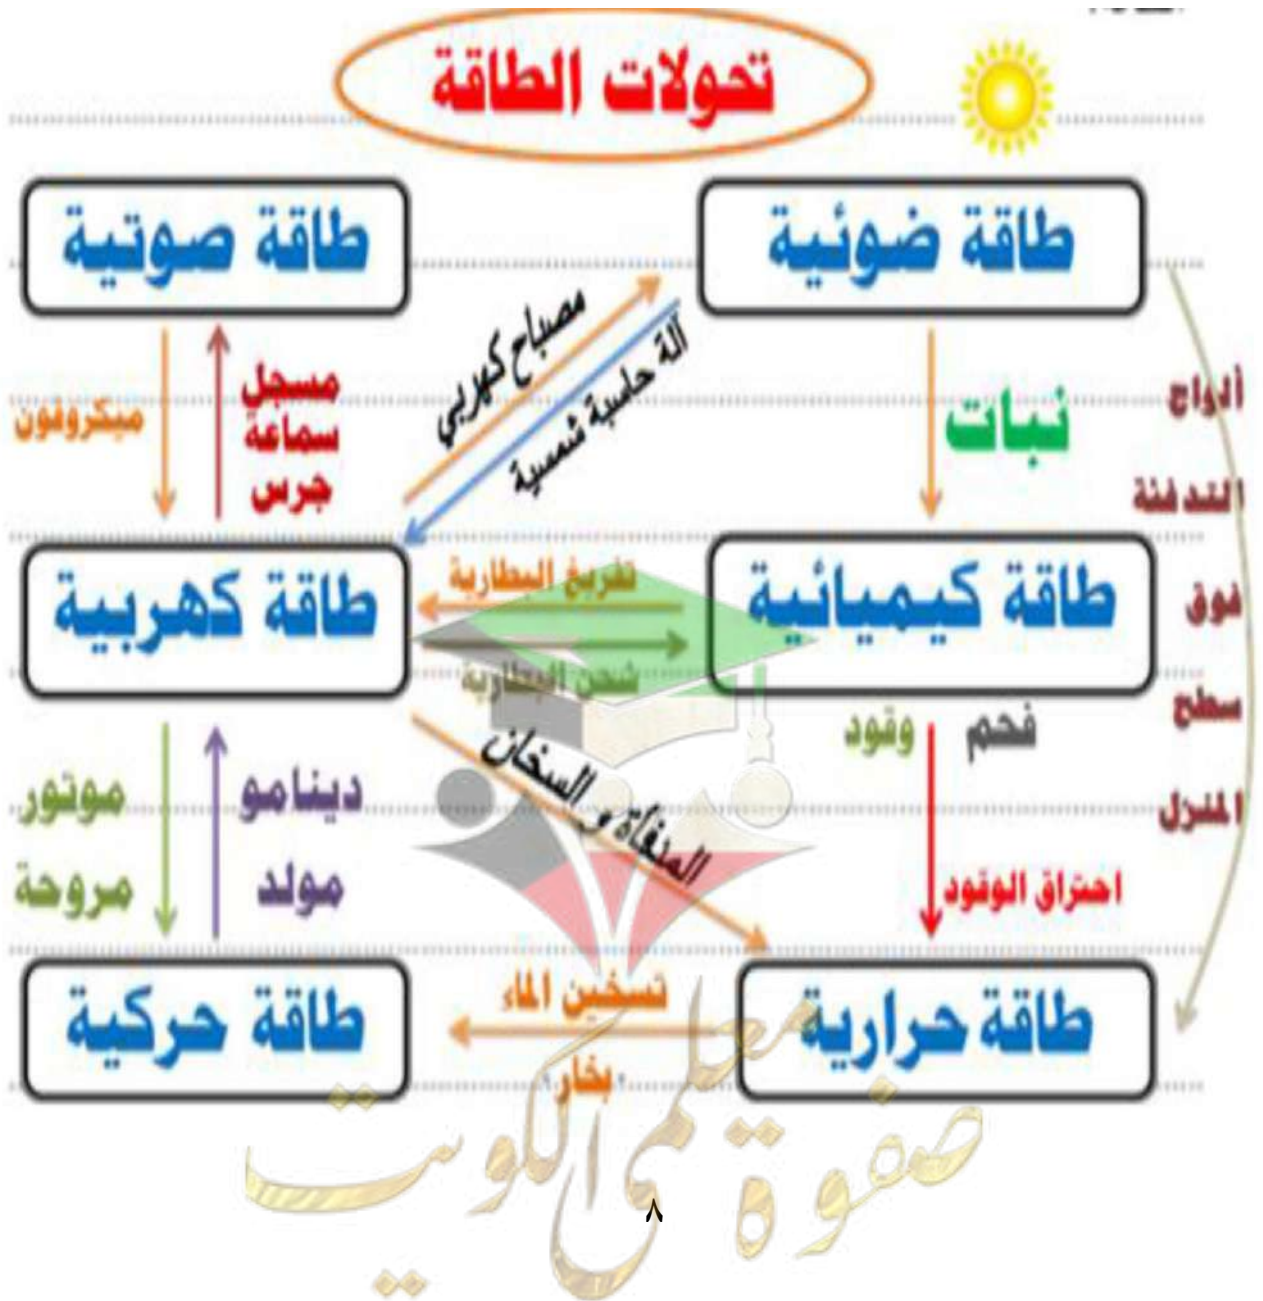 تحولات الطاقة
طاقة ضوئية
طاقة صوتية
مصباح كهربي
آلة حاسبة شمسية
نبات
ألواح
التدفئة
فوق
سطح
المنزل
مسجل
سماعة
جرس
ميكروفون
طاقة كيميائية
تفريغ البطارية
شحن البطارية
طاقة كهربية
فحم
وقود
احتراق الوقود
المدفأة و السخان
دينامو
مولد
موتور
مروحة
طاقة حرارية
تسخين الماء
بخار
طاقة حركية
صفوة معلمى الكويت
٨